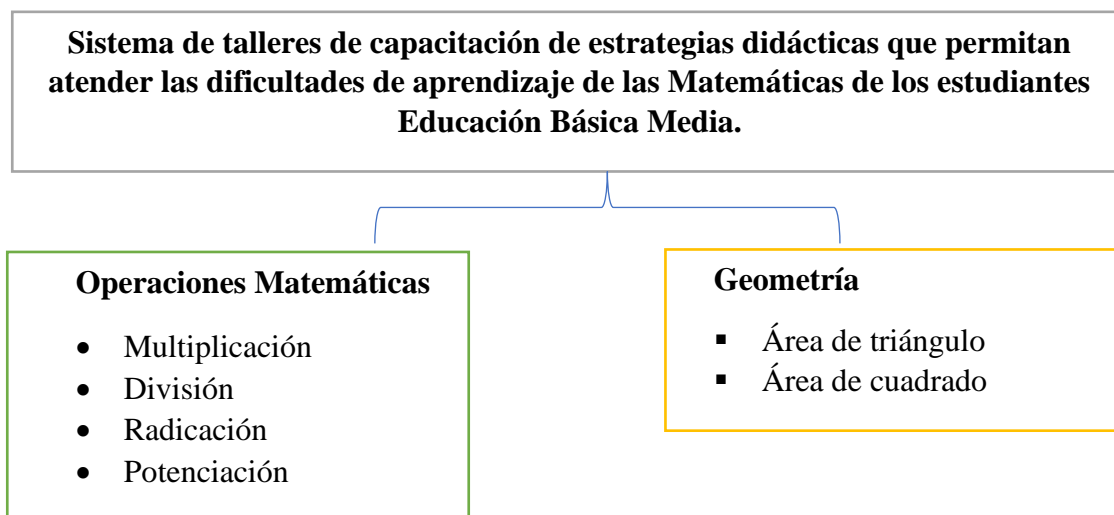 Sistema de talleres de capacitación de estrategias didácticas que permitan
atender las dificultades de aprendizaje de las Matemáticas de los estudiantes
Educación Básica Media.
Operaciones Matemáticas
• Multiplicación
• División
• Radicación
• Potenciación
Geometría
▪ Área de triángulo
▪ Área de cuadrado